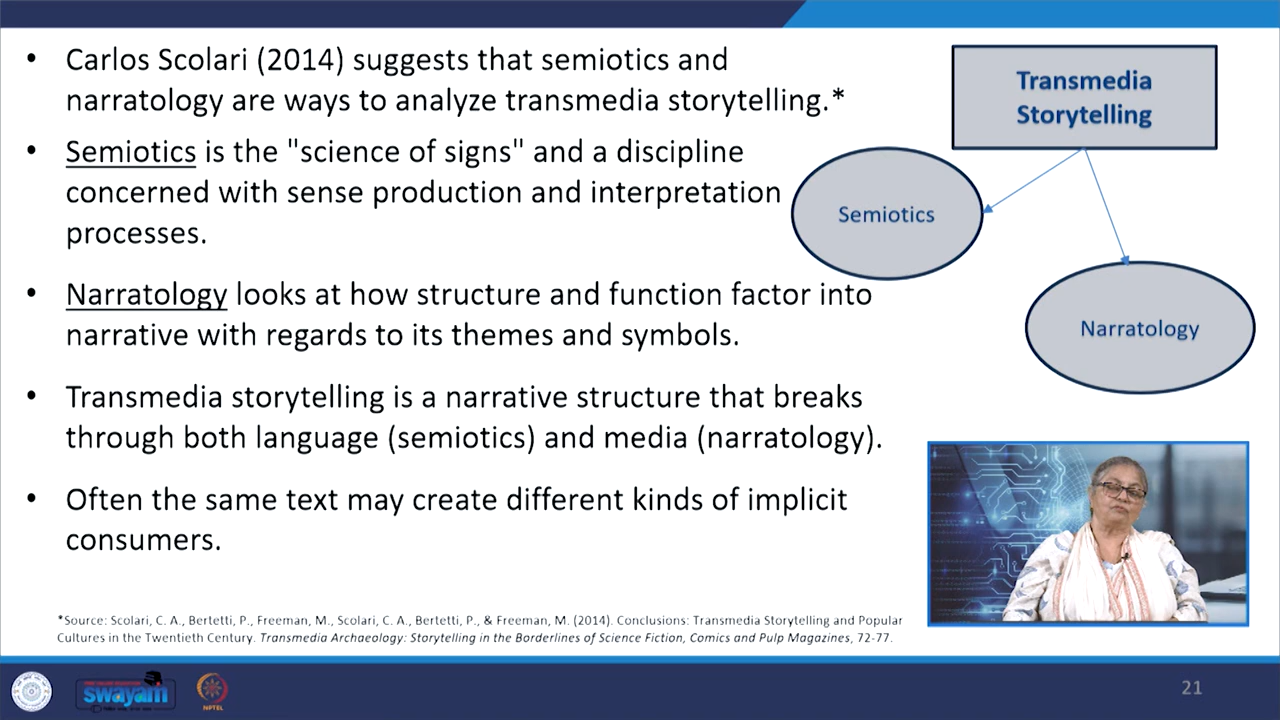 • Carlos Scolari (2014) suggests that semiotics and
narratology are ways to analyze transmedia storytelling.*
• Semiotics is the "science of signs" and a discipline
concerned with sense production and interpretation
processes.
• Narratology looks at how structure and function factor into
narrative with regards to its themes and symbols.
• Transmedia storytelling is a narrative structure that breaks
through both language (semiotics) and media (narratology).
• Often the same text may create different kinds of implicit
consumers.
Transmedia
Storytelling
Semiotics
Narratology
*Source: Scolari, C. A., Bertetti, P., Freeman, M., Scolari, C. A., Bertetti, P., & Freeman, M. (2014). Conclusions: Transmedia Storytelling and Popular
Cultures in the Twentieth Century. Transmedia Archaeology: Storytelling in the Borderlines of Science Fiction, Comics and Pulp Magazines, 72-77.
swayam
NPTEL
21